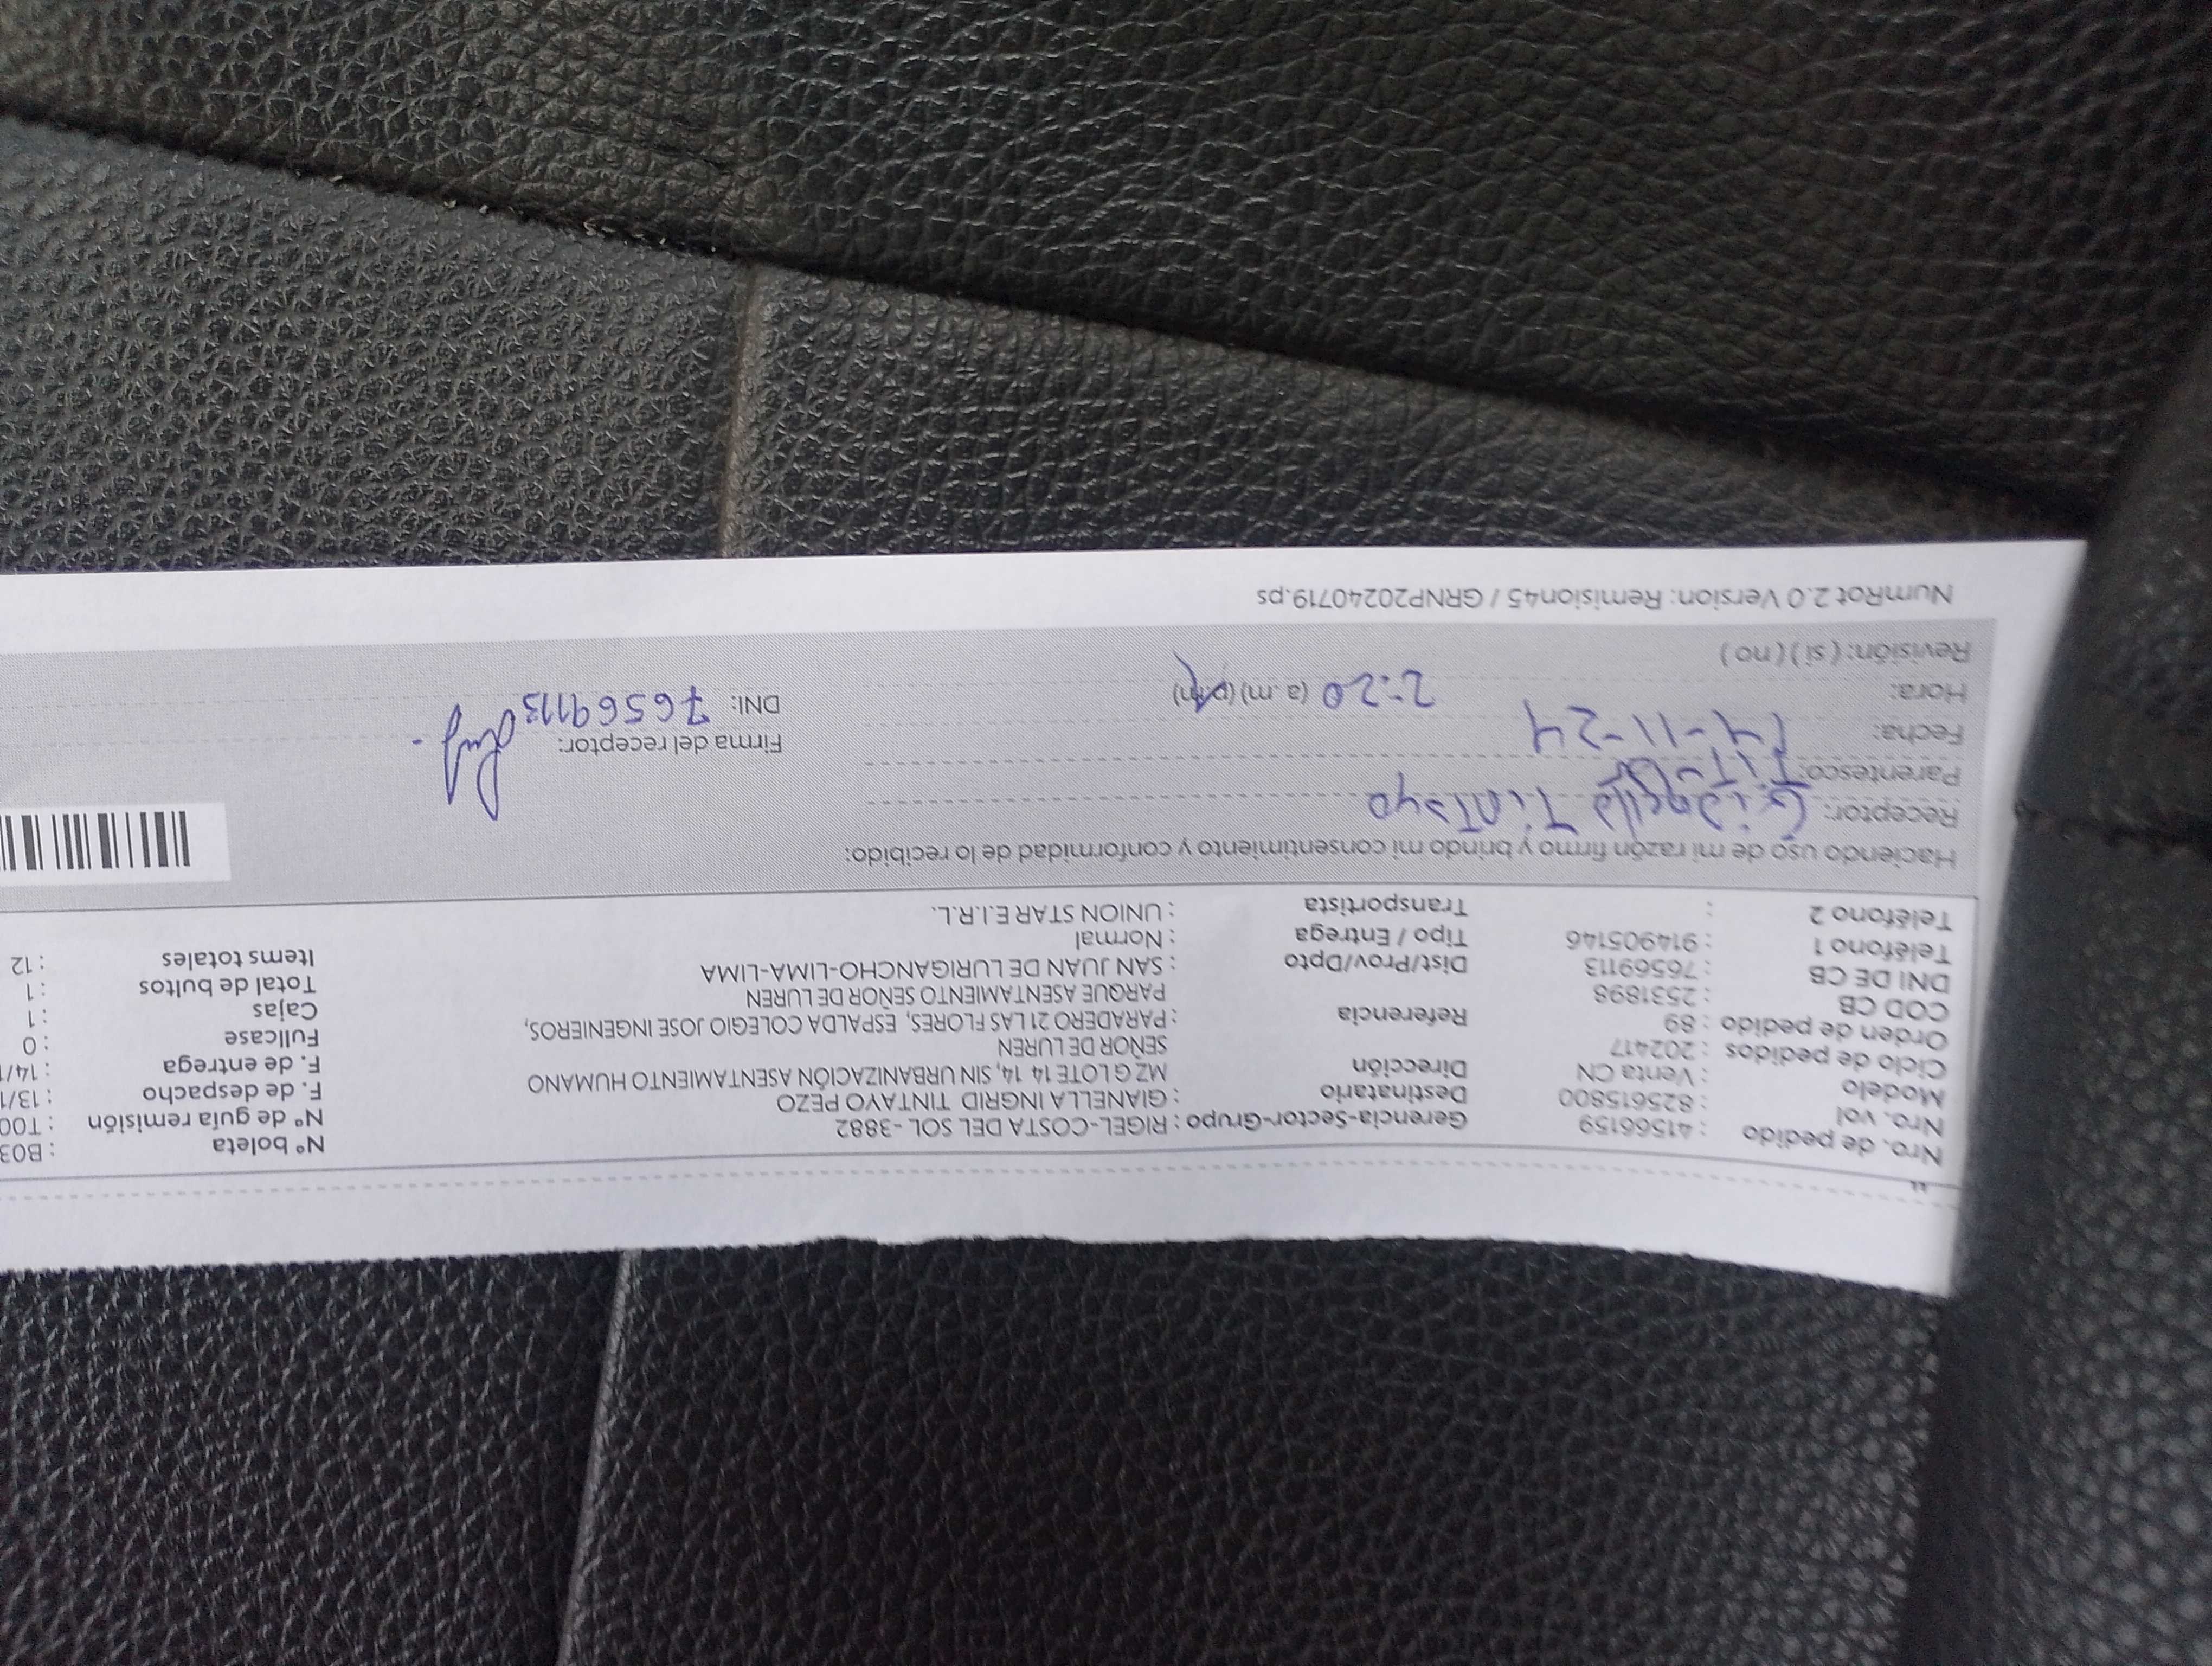 Nro. de pedido : 41566159
Nro. vol : 825615800
Modelo : Venta CN
Ciclo de pedidos : 202417
Orden de pedido : 89
COD CB : 2531898
DNI DE CB : 76569113
Teléfono 1 : 914905146
Teléfono 2 :
Gerencia-Sector-Grupo : RIGEL-COSTA DEL SOL -3882
Destinatario : GIANELLA INGRID TINTAYO PEZO
Dirección MZ G LOTE 14 14, SIN URBANIZACIÓN ASENTAMIENTO HUMANO
SEÑOR DE LUREN
Referencia : PARADERO 21 LAS FLORES, ESPALDA COLEGIO JOSE INGENIEROS,
PARQUE ASENTAMIENTO SEÑOR DE LUREN
Dist/Prov/Dpto : SAN JUAN DE LURIGANCHO-LIMA-LIMA
Tipo / Entrega : Normal
Transportista : UNION STAR E.I.R.L.
N° boleta : B03
N° de guía remisión : T00
F. de despacho : 13/1
F. de entrega : 14/1
Fullcase : 0
Cajas : 1
Total de bultos : 1
Items totales : 12
Haciendo uso de mi razón firmo y brindo mi consentimiento y conformidad de lo recibido:
Receptor: Gianella Tintayo
Parentesco: Titular
Fecha: 14-11-24
Hora: 2:20 (a.m) (p.m)
Revisión: ( si ) ( no )
Firma del receptor:
DNI: 76569113
NumRot 2.0 Version: Remision45 / GRNP20240719.ps